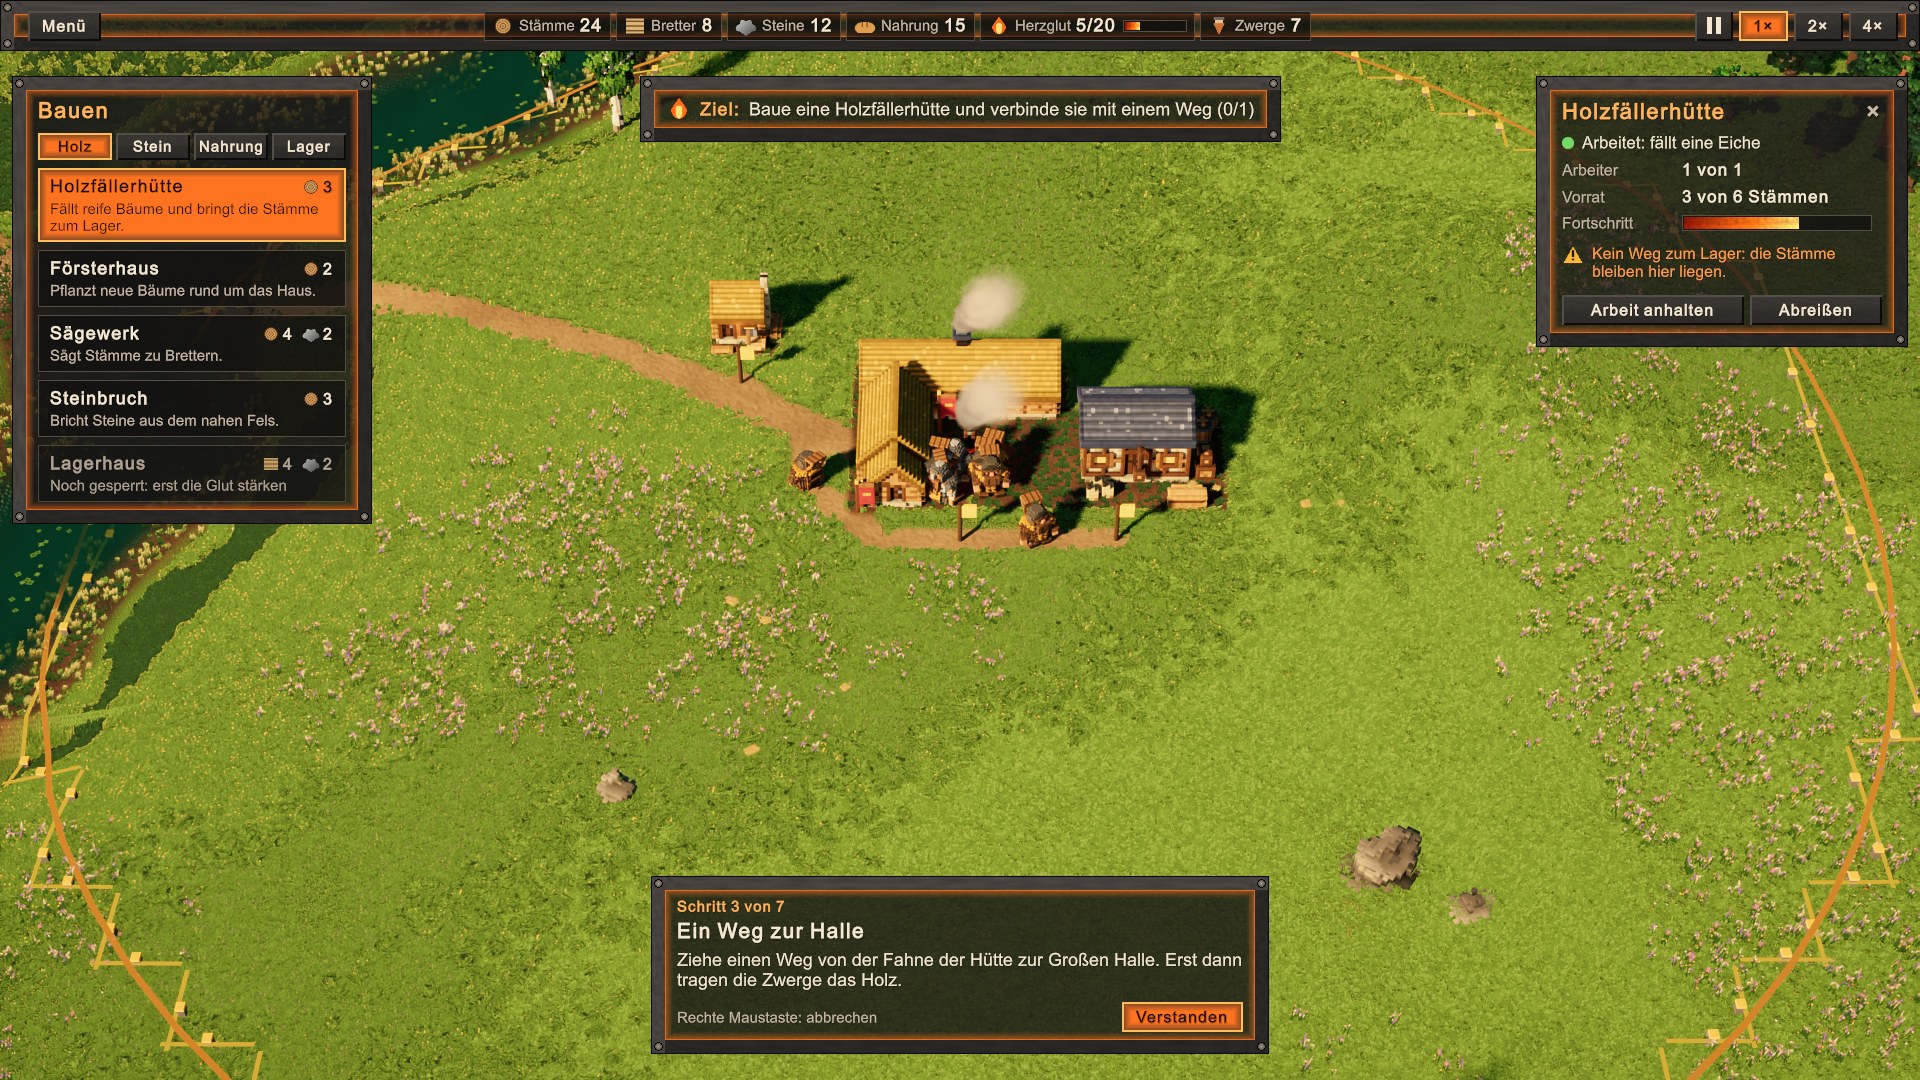 Menü
Stämme 24
Bretter 8
Steine 12
Nahrung 15
Herzglut 5/20
Zwerge 7
1×
2×
4×
Bauen
Holz
Stein
Nahrung
Lager
Holzfällerhütte 3
Fällt reife Bäume und bringt die Stämme
zum Lager.
Försterhaus 2
Pflanzt neue Bäume rund um das Haus.
Sägewerk 4 2
Sägt Stämme zu Brettern.
Steinbruch 3
Bricht Steine aus dem nahen Fels.
Lagerhaus 4 2
Noch gesperrt: erst die Glut stärken
Ziel: Baue eine Holzfällerhütte und verbinde sie mit einem Weg (0/1)
Holzfällerhütte ×
Arbeitet: fällt eine Eiche
Arbeiter 1 von 1
Vorrat 3 von 6 Stämmen
Fortschritt
Kein Weg zum Lager: die Stämme
bleiben hier liegen.
Arbeit anhalten
Abreißen
Schritt 3 von 7
Ein Weg zur Halle
Ziehe einen Weg von der Fahne der Hütte zur Großen Halle. Erst dann
tragen die Zwerge das Holz.
Rechte Maustaste: abbrechen
Verstanden